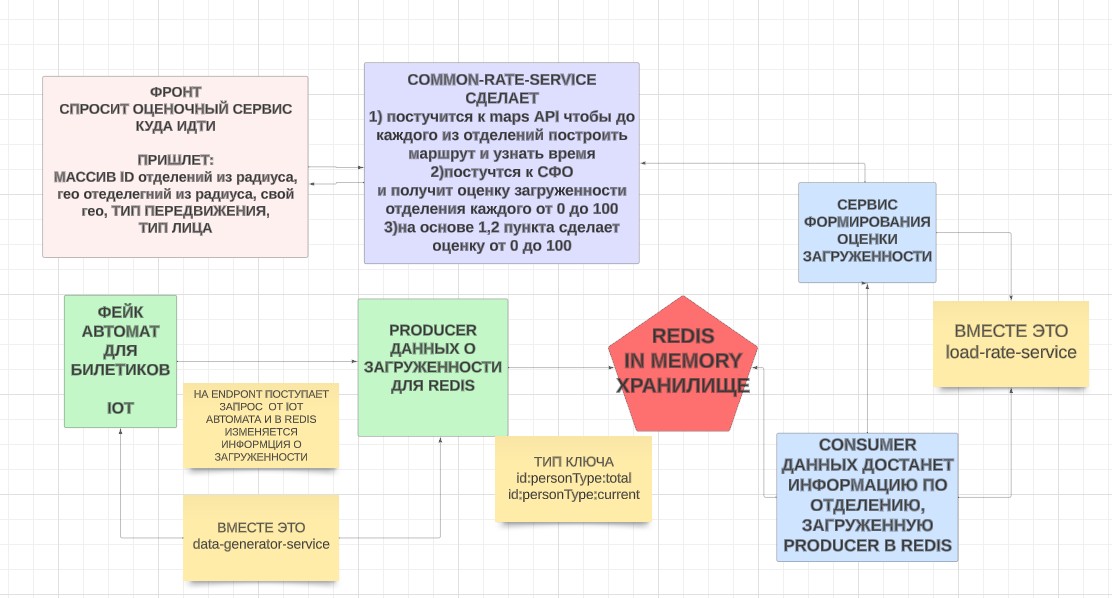 ФРОНТ
СПРОСИТ ОЦЕНОЧНЫЙ СЕРВИС
КУДА ИДТИ
ПРИШЛЕТ:
МАССИВ ID отделений из радиуса,
гео отеделегний из радиуса, свой
гео, ТИП ПЕРЕДВИЖЕНИЯ,
ТИП ЛИЦА
COMMON-RATE-SERVICE
СДЕЛАЕТ
1) постучится к maps API чтобы до
каждого из отделений построить
маршрут и узнать время
2)постучтся к СФО
и получит оценку загруженности
отделения каждого от 0 до 100
3)на основе 1,2 пункта сделает
оценку от 0 до 100
СЕРВИС
ФОРМИРОВАНИЯ
ОЦЕНКИ
ЗАГРУЖЕННОСТИ
ВМЕСТЕ ЭТО
load-rate-service
ФЕЙК
АВТОМАТ
ДЛЯ
БИЛЕТИКОВ
IOT
НА ENDPONT ПОСТУПАЕТ
ЗАПРОС ОТ IOT
АВТОМАТА И В REDIS
ИЗМЕНЯЕТСЯ
ИНФОРМЦИЯ О
ЗАГРУЖЕННОСТИ
PRODUCER
ДАННЫХ О
ЗАГРУЖЕННОСТИ
ДЛЯ REDIS
REDIS
IN MEMORY
ХРАНИЛИЩЕ
ТИП КЛЮЧА
id:personType:total
id:personType:current
ВМЕСТЕ ЭТО
data-generator-service
CONSUMER
ДАННЫХ ДОСТАНЕТ
ИНФОРМАЦИЮ ПО
ОТДЕЛЕНИЮ,
ЗАГРУЖЕННУЮ
PRODUCER В REDIS